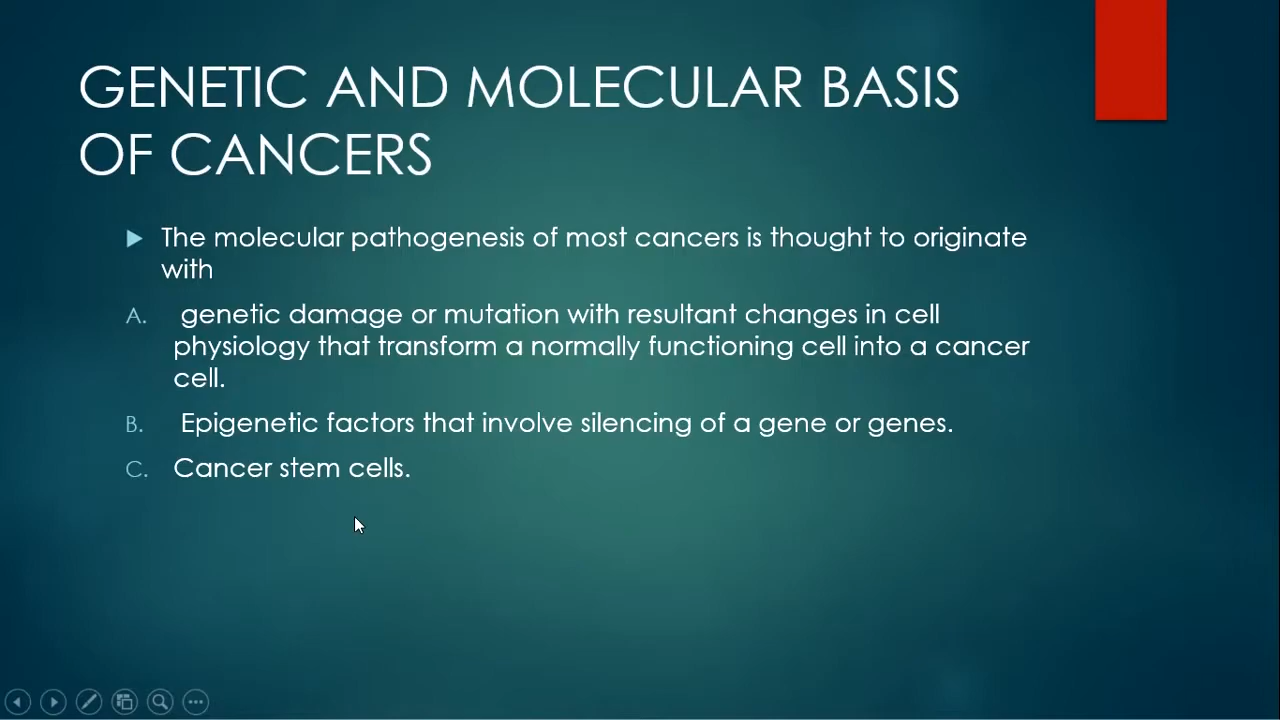 GENETIC AND MOLECULAR BASIS
OF CANCERS
The molecular pathogenesis of most cancers is thought to originate
with
A. genetic damage or mutation with resultant changes in cell
physiology that transform a normally functioning cell into a cancer
cell.
B. Epigenetic factors that involve silencing of a gene or genes.
C. Cancer stem cells.